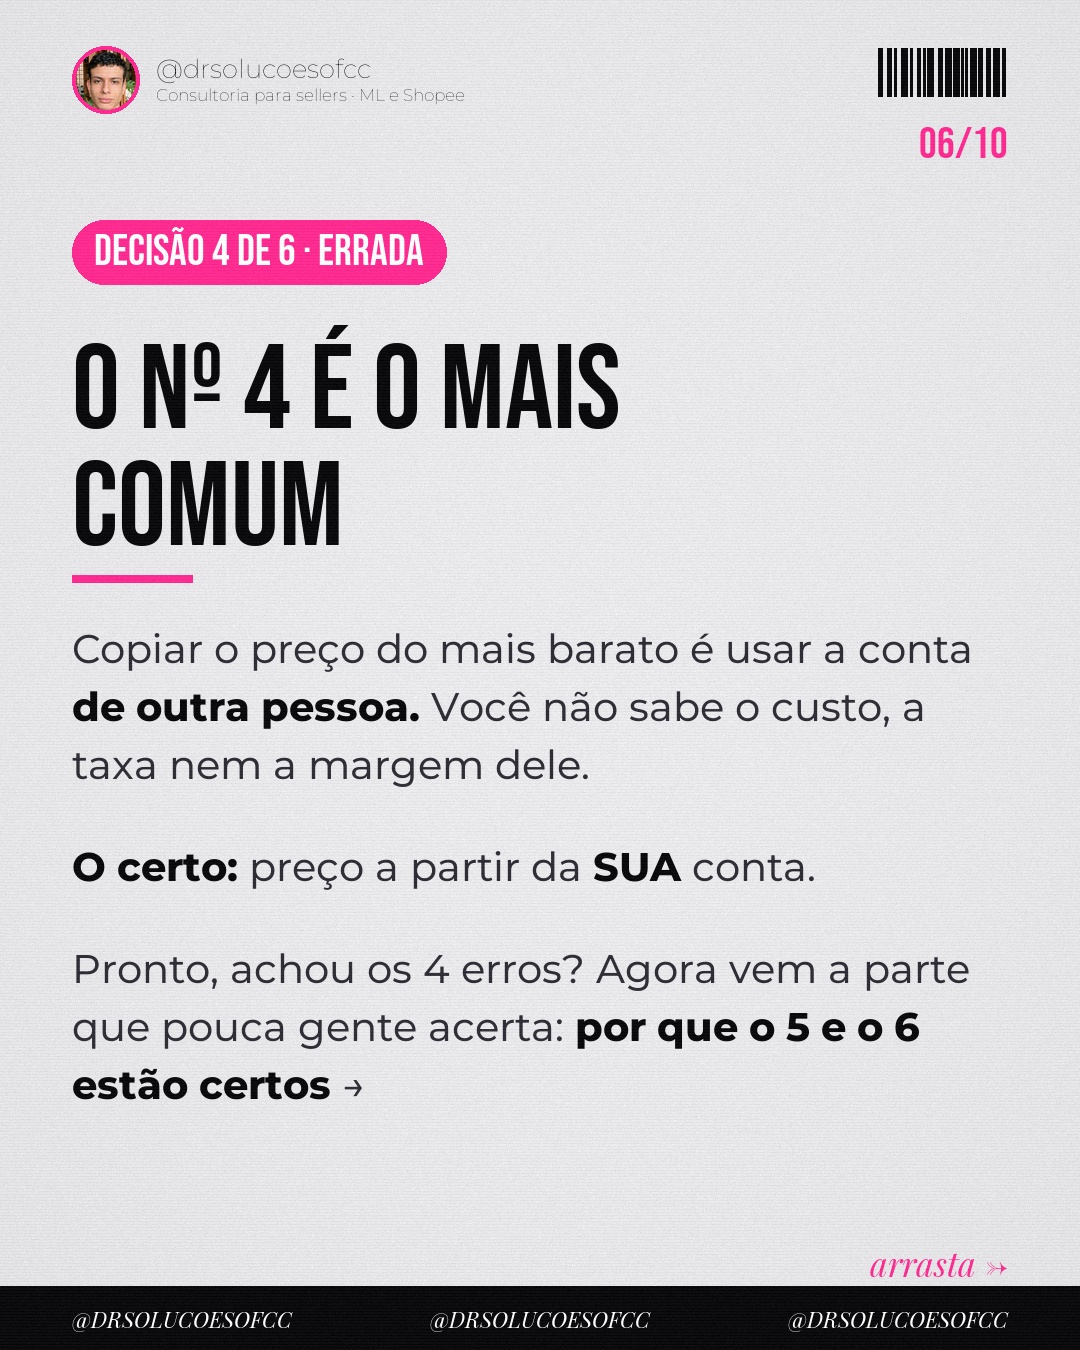 @drsolucoesofcc
Consultoria para sellers · ML e Shopee
06/10
DECISÃO 4 DE 6 · ERRADA
O Nº 4 É O MAIS
COMUM
Copiar o preço do mais barato é usar a conta
de outra pessoa. Você não sabe o custo, a
taxa nem a margem dele.
O certo: preço a partir da SUA conta.
Pronto, achou os 4 erros? Agora vem a parte
que pouca gente acerta: por que o 5 e o 6
estão certos →
arrasta ➳
@DRSOLUCOESOFCC @DRSOLUCOESOFCC @DRSOLUCOESOFCC